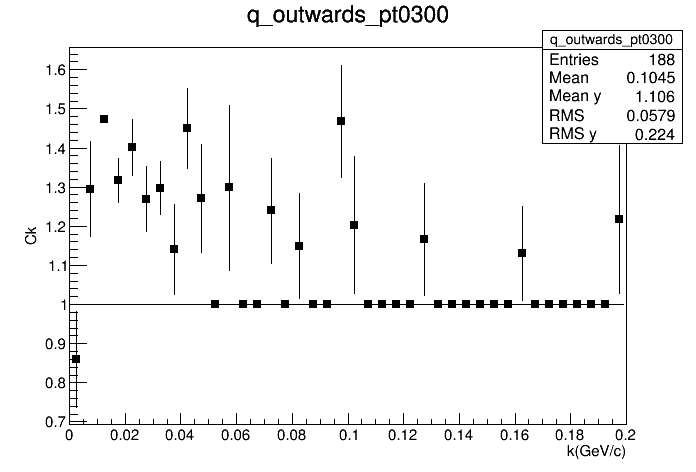 q_outwards_pt0300
q_outwards_pt0300
Entries 188
Mean 0.1045
Mean y 1.106
RMS 0.0579
RMS y 0.224
Ck
1.6
1.5
1.4
1.3
1.2
1.1
1
0.9
0.8
0.7
0 0.02 0.04 0.06 0.08 0.1 0.12 0.14 0.16 0.18 0.2
k(GeV/c)